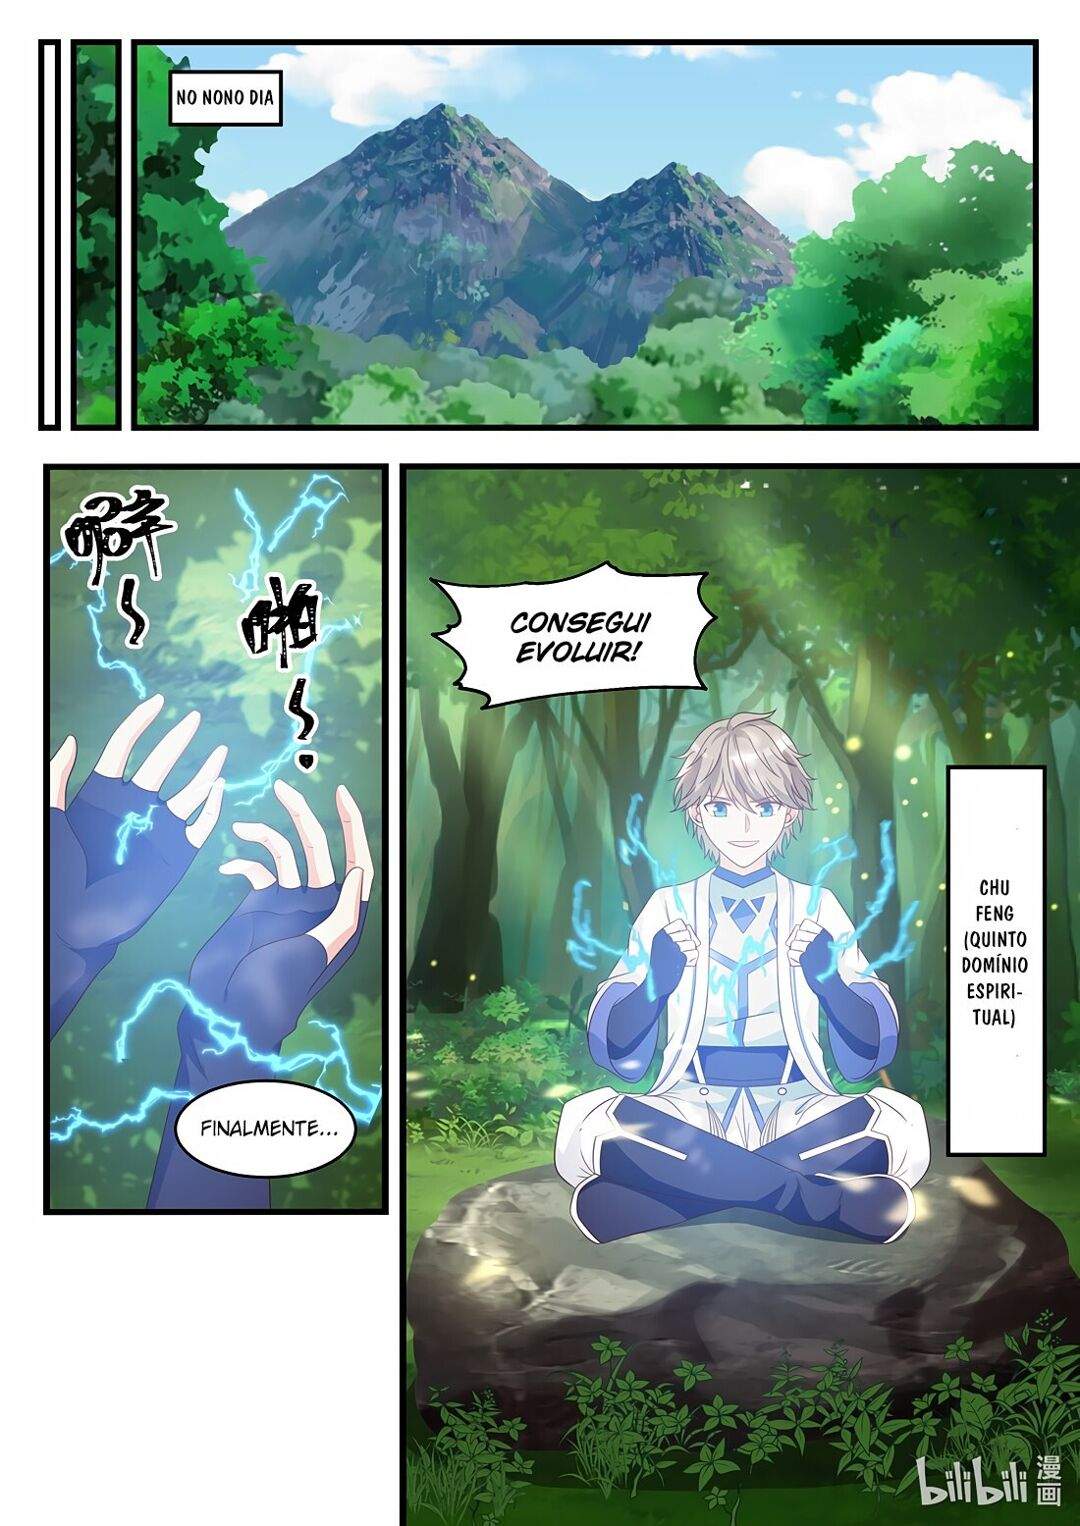 NO NONO DIA
噼
啪
CONSEGUI
EVOLUIR!
CHU
FENG
(QUINTO
DOMÍNIO
ESPIRI-
TUAL)
FINALMENTE...
bilibili
漫画